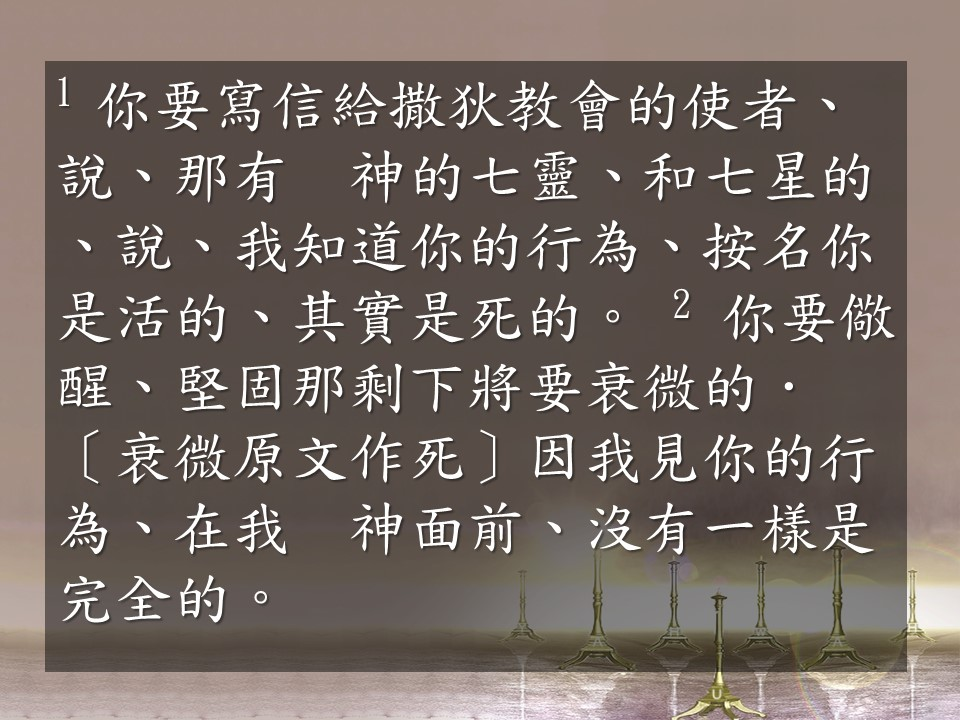 1 你要寫信給撒狄教會的使者、
說、那有　神的七靈、和七星的
、說、我知道你的行為、按名你
是活的、其實是死的。 2 你要儆
醒、堅固那剩下將要衰微的．
〔衰微原文作死〕因我見你的行
為、在我　神面前、沒有一樣是
完全的。